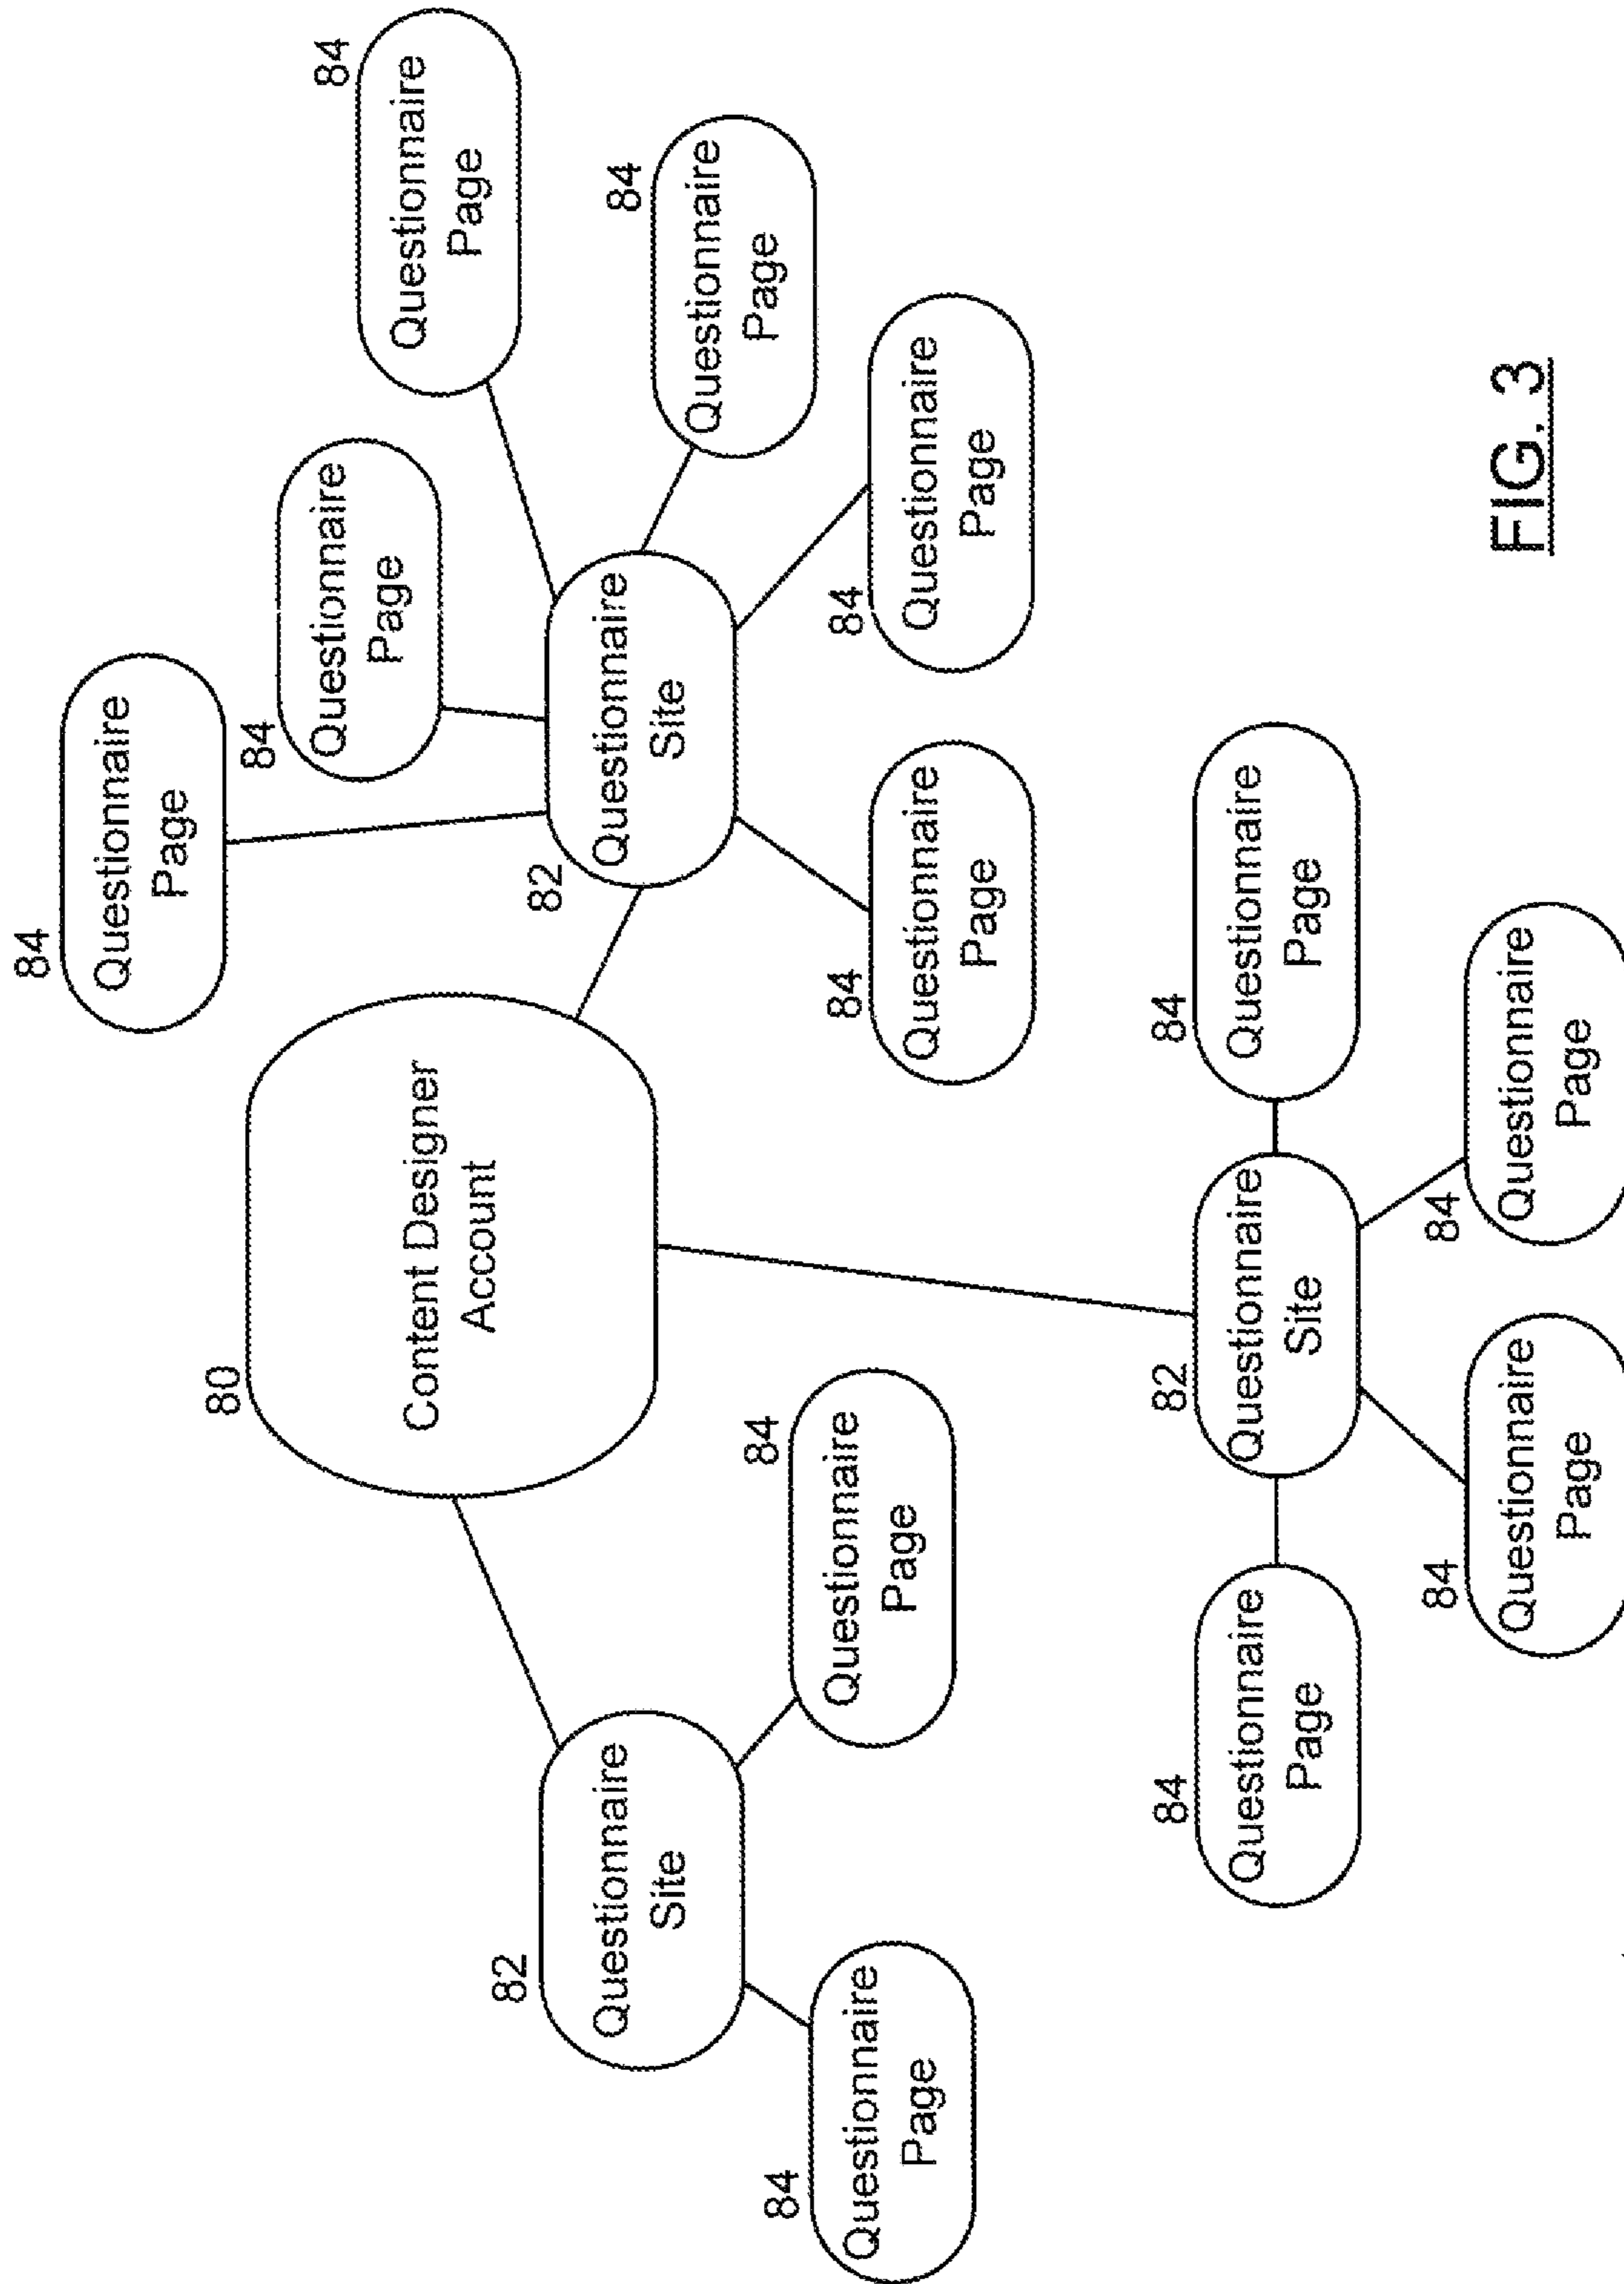 84
Questionnaire
Page
84
Questionnaire
Page
84
Questionnaire
Page
80
Content Designer
Account
82
Questionnaire
Site
82
Questionnaire
Site
84
Questionnaire
Page
84
Questionnaire
Page
84
Questionnaire
Page
84
Questionnaire
Page
84
Questionnaire
Page
84
Questionnaire
Page
82
Questionnaire
Site
84
Questionnaire
Page
84
Questionnaire
Page
84
Questionnaire
Page
FIG. 3